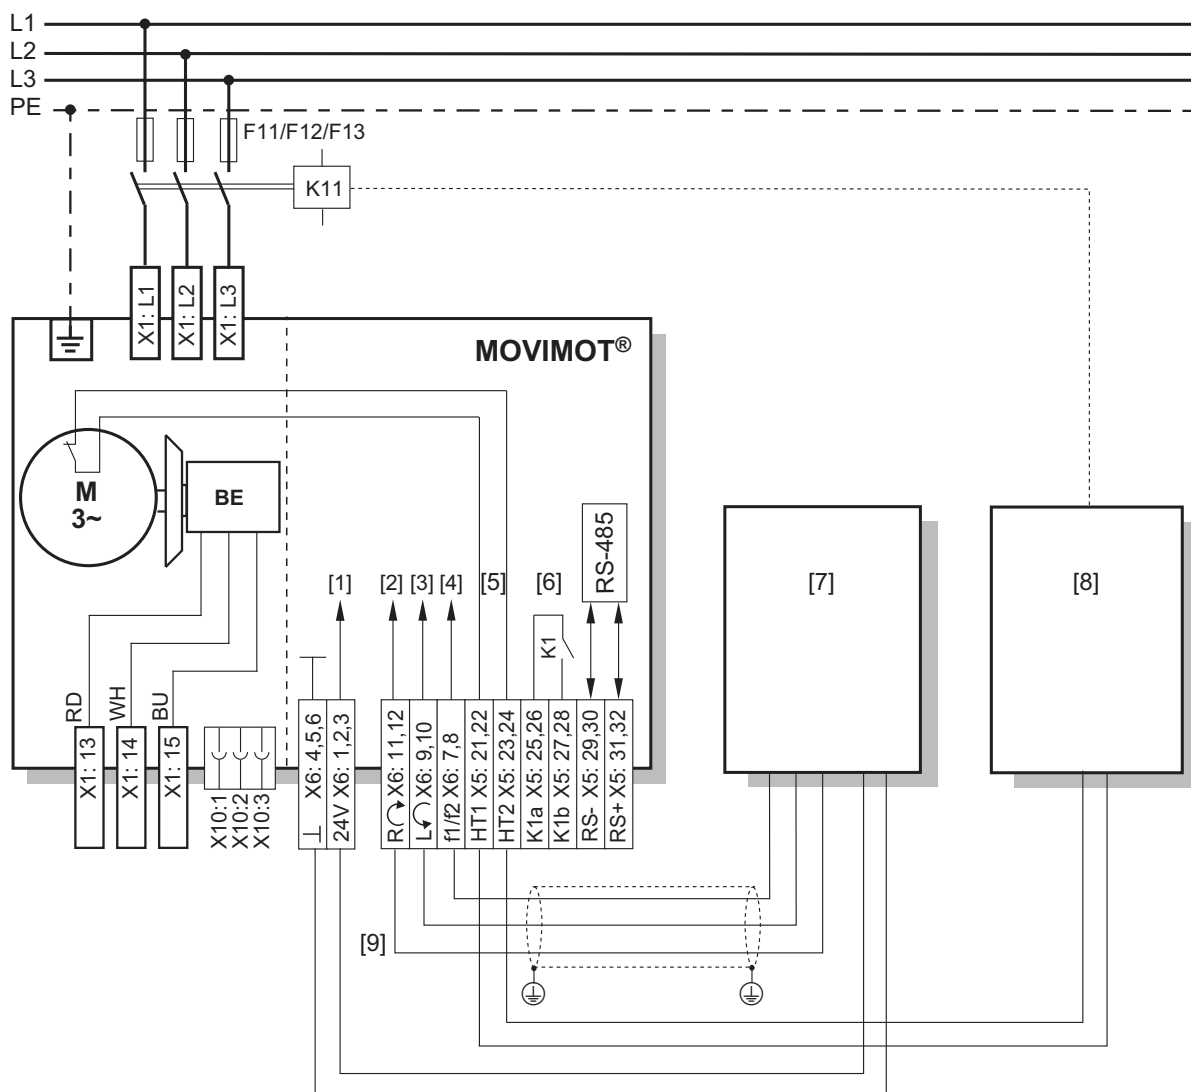 L1
L2
L3
PE
F11/F12/F13
K11
X1: L1
X1: L2
X1: L3
MOVIMOT®
M
3~
BE
RS-485
[1]
[2]
[3]
[4]
[5]
[6]
[7]
[8]
K1
RD
WH
BU
X1: 13
X1: 14
X1: 15
X10:1
X10:2
X10:3
⊥ X6: 4,5,6
24V X6: 1,2,3
R X6: 11,12
L X6: 9,10
f1/f2 X6: 7,8
HT1 X5: 21,22
HT2 X5: 23,24
K1a X5: 25,26
K1b X5: 27,28
RS- X5: 29,30
RS+ X5: 31,32
[9]